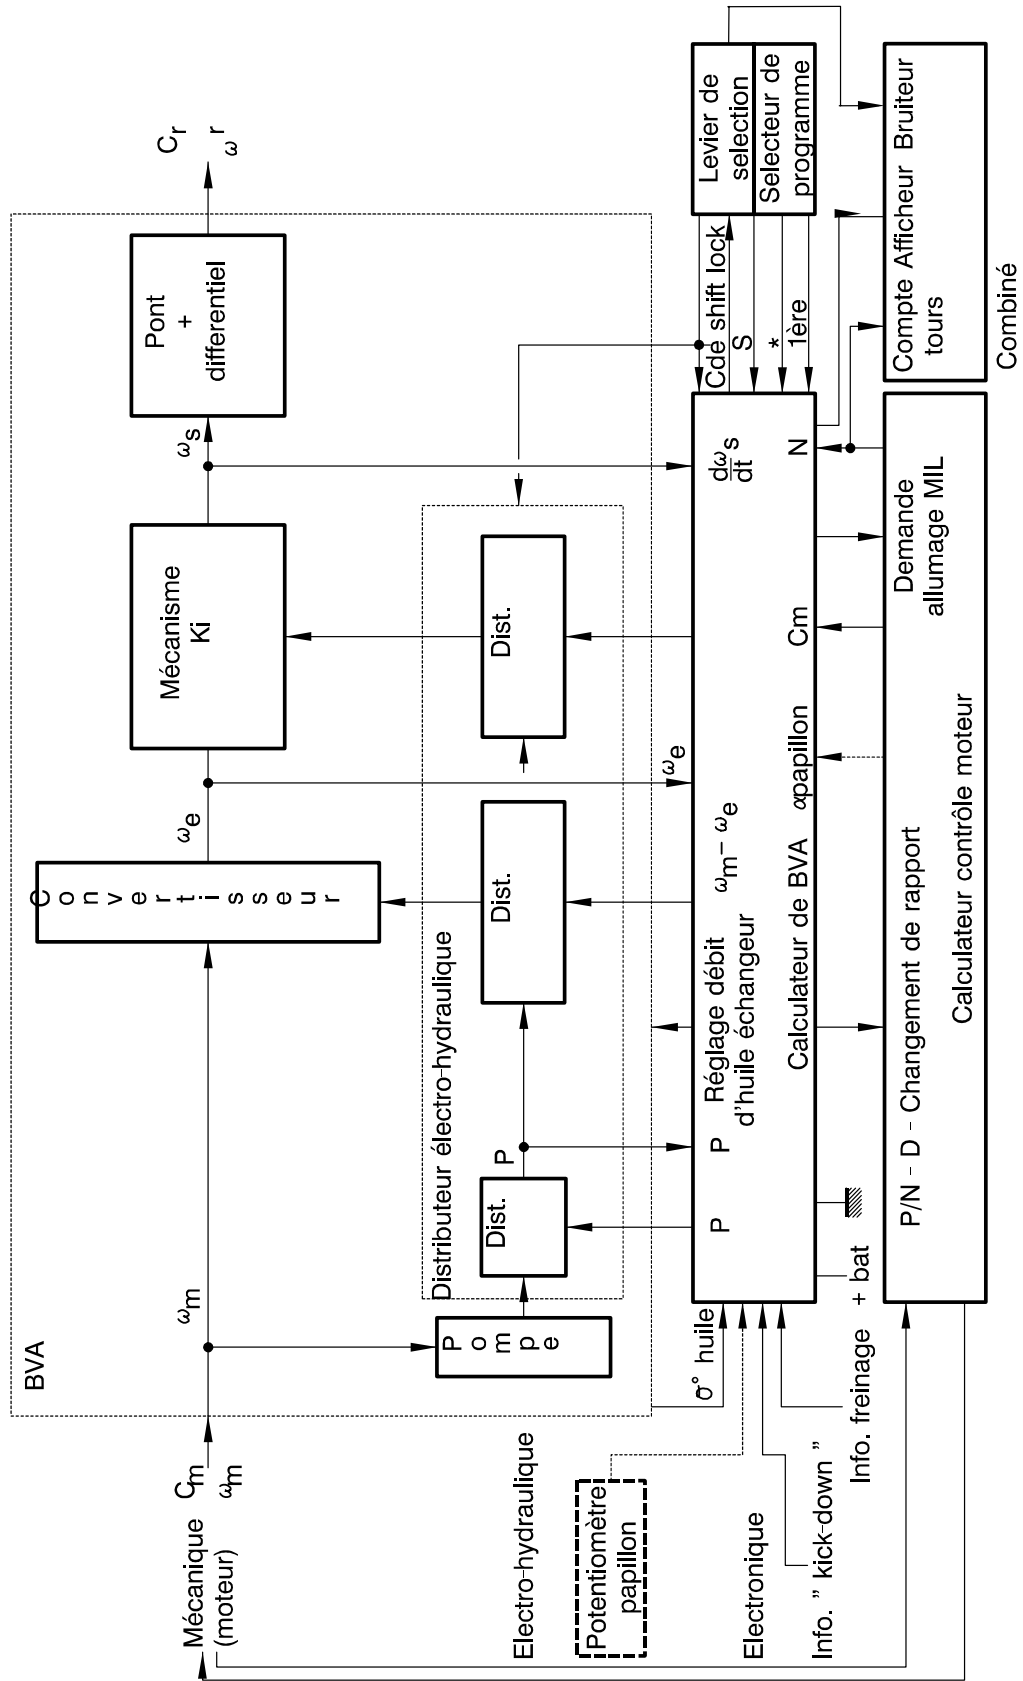 BVA
Mécanique
(moteur)
Cm
ωm
ωm
Convertisseur
ωe
Mécanisme
Ki
ωs
Pont
+
differentiel
Cr
ωr
Pompe
Distributeur électro-hydraulique
Dist.
P
Dist.
Dist.
Electro-hydraulique
Potentiomètre
papillon
Electronique
Info. ” kick-down ”
Info. freinage
+ bat
θ° huile
P
P
Réglage débit
d'huile échangeur
ωm- ωe
ωe
dωs
dt
Calculateur de BVA
αpapillon
Cm
N
Cde shift lock
S
*
1ère
Levier de
selection
Selecteur de
programme
P/N - D - Changement de rapport
Calculateur contrôle moteur
Demande
allumage MIL
Compte Afficheur Bruiteur
tours
Combiné